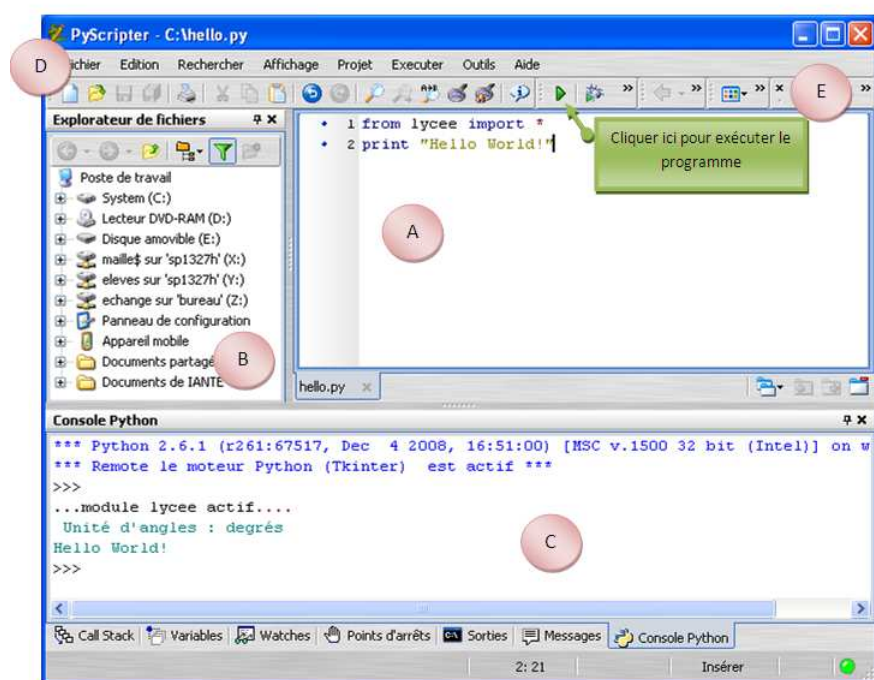 PyScripter - C:\hello.py
D
ichier Edition Rechercher Affichage Projet Executer Outils Aide
E
Explorateur de fichiers
Poste de travail
System (C:)
Lecteur DVD-RAM (D:)
Disque amovible (E:)
maille$ sur 'sp1327h' (X:)
eleves sur 'sp1327h' (Y:)
echange sur 'bureau' (Z:)
Panneau de configuration
Appareil mobile
Documents partagé
Documents de IANTE
B
1 from lycee import *
2 print "Hello World!"
Cliquer ici pour exécuter le
programme
A
hello.py
Console Python
*** Python 2.6.1 (r261:67517, Dec 4 2008, 16:51:00) [MSC v.1500 32 bit (Intel)] on w
*** Remote le moteur Python (Tkinter) est actif ***
>>>
...module lycee actif....
Unité d'angles : degrés
Hello World!
>>>
C
Call Stack Variables Watches Points d'arrêts Sorties Messages Console Python
2: 21 Insérer